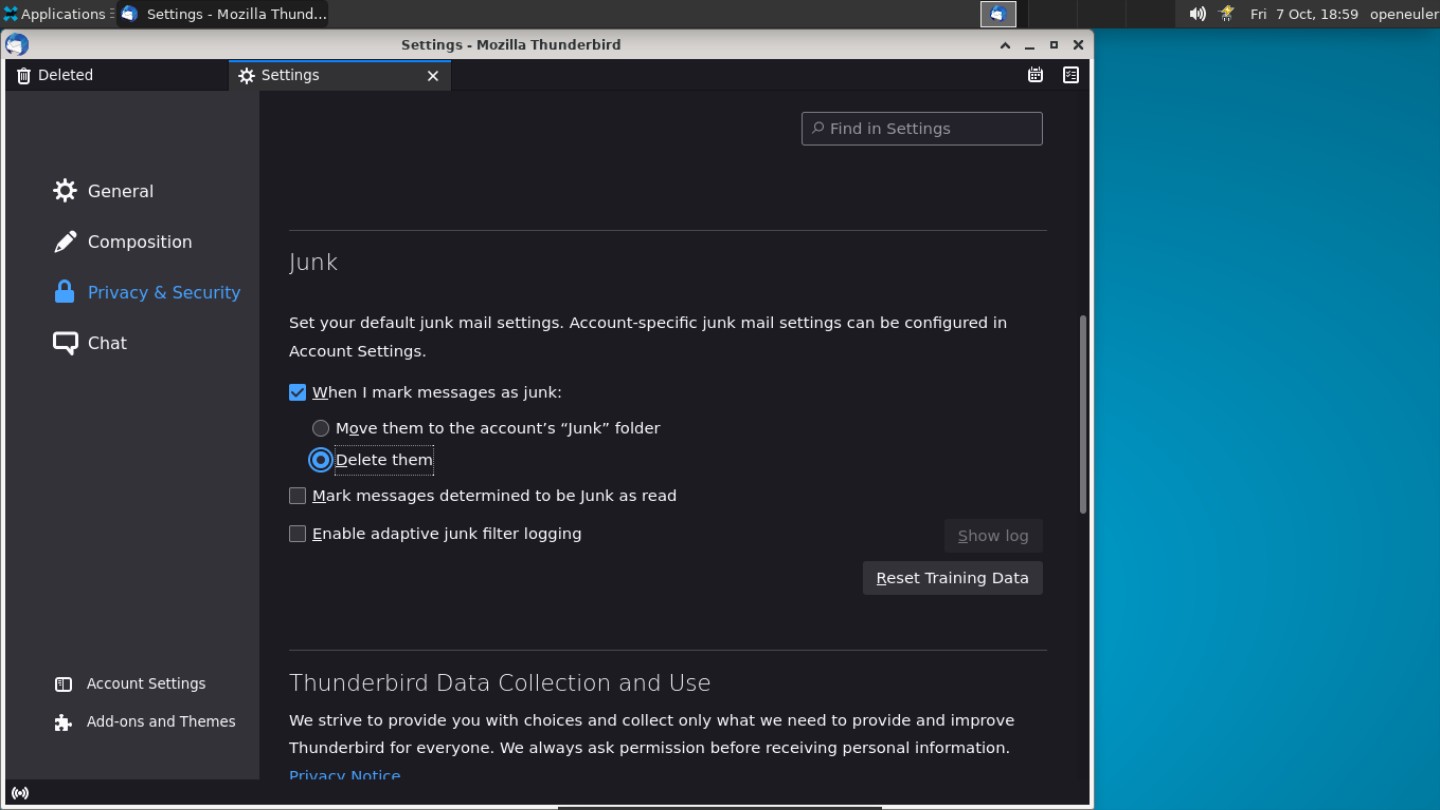 Applications
Settings - Mozilla Thund...
Fri 7 Oct, 18:59
openeuler
Settings - Mozilla Thunderbird
Deleted
Settings
Find in Settings
General
Composition
Privacy & Security
Chat
Junk
Set your default junk mail settings. Account-specific junk mail settings can be configured in
Account Settings.
When I mark messages as junk:
Move them to the account’s “Junk” folder
Delete them
Mark messages determined to be Junk as read
Enable adaptive junk filter logging
Show log
Reset Training Data
Thunderbird Data Collection and Use
We strive to provide you with choices and collect only what we need to provide and improve
Thunderbird for everyone. We always ask permission before receiving personal information.
Privacy Notice
Account Settings
Add-ons and Themes